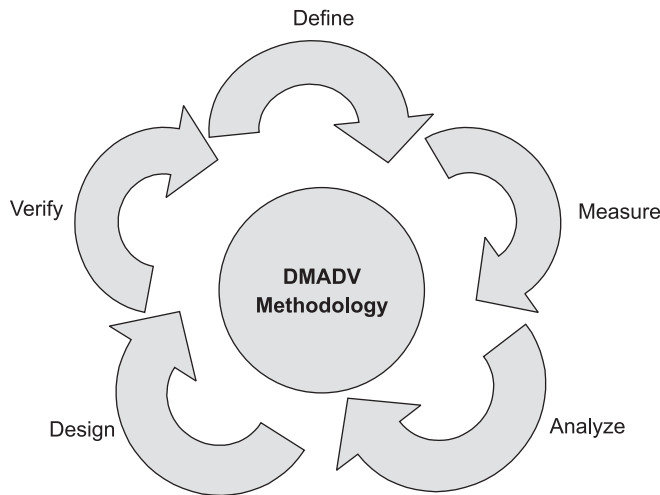 Define
Measure
Analyze
Design
Verify
DMADV
Methodology